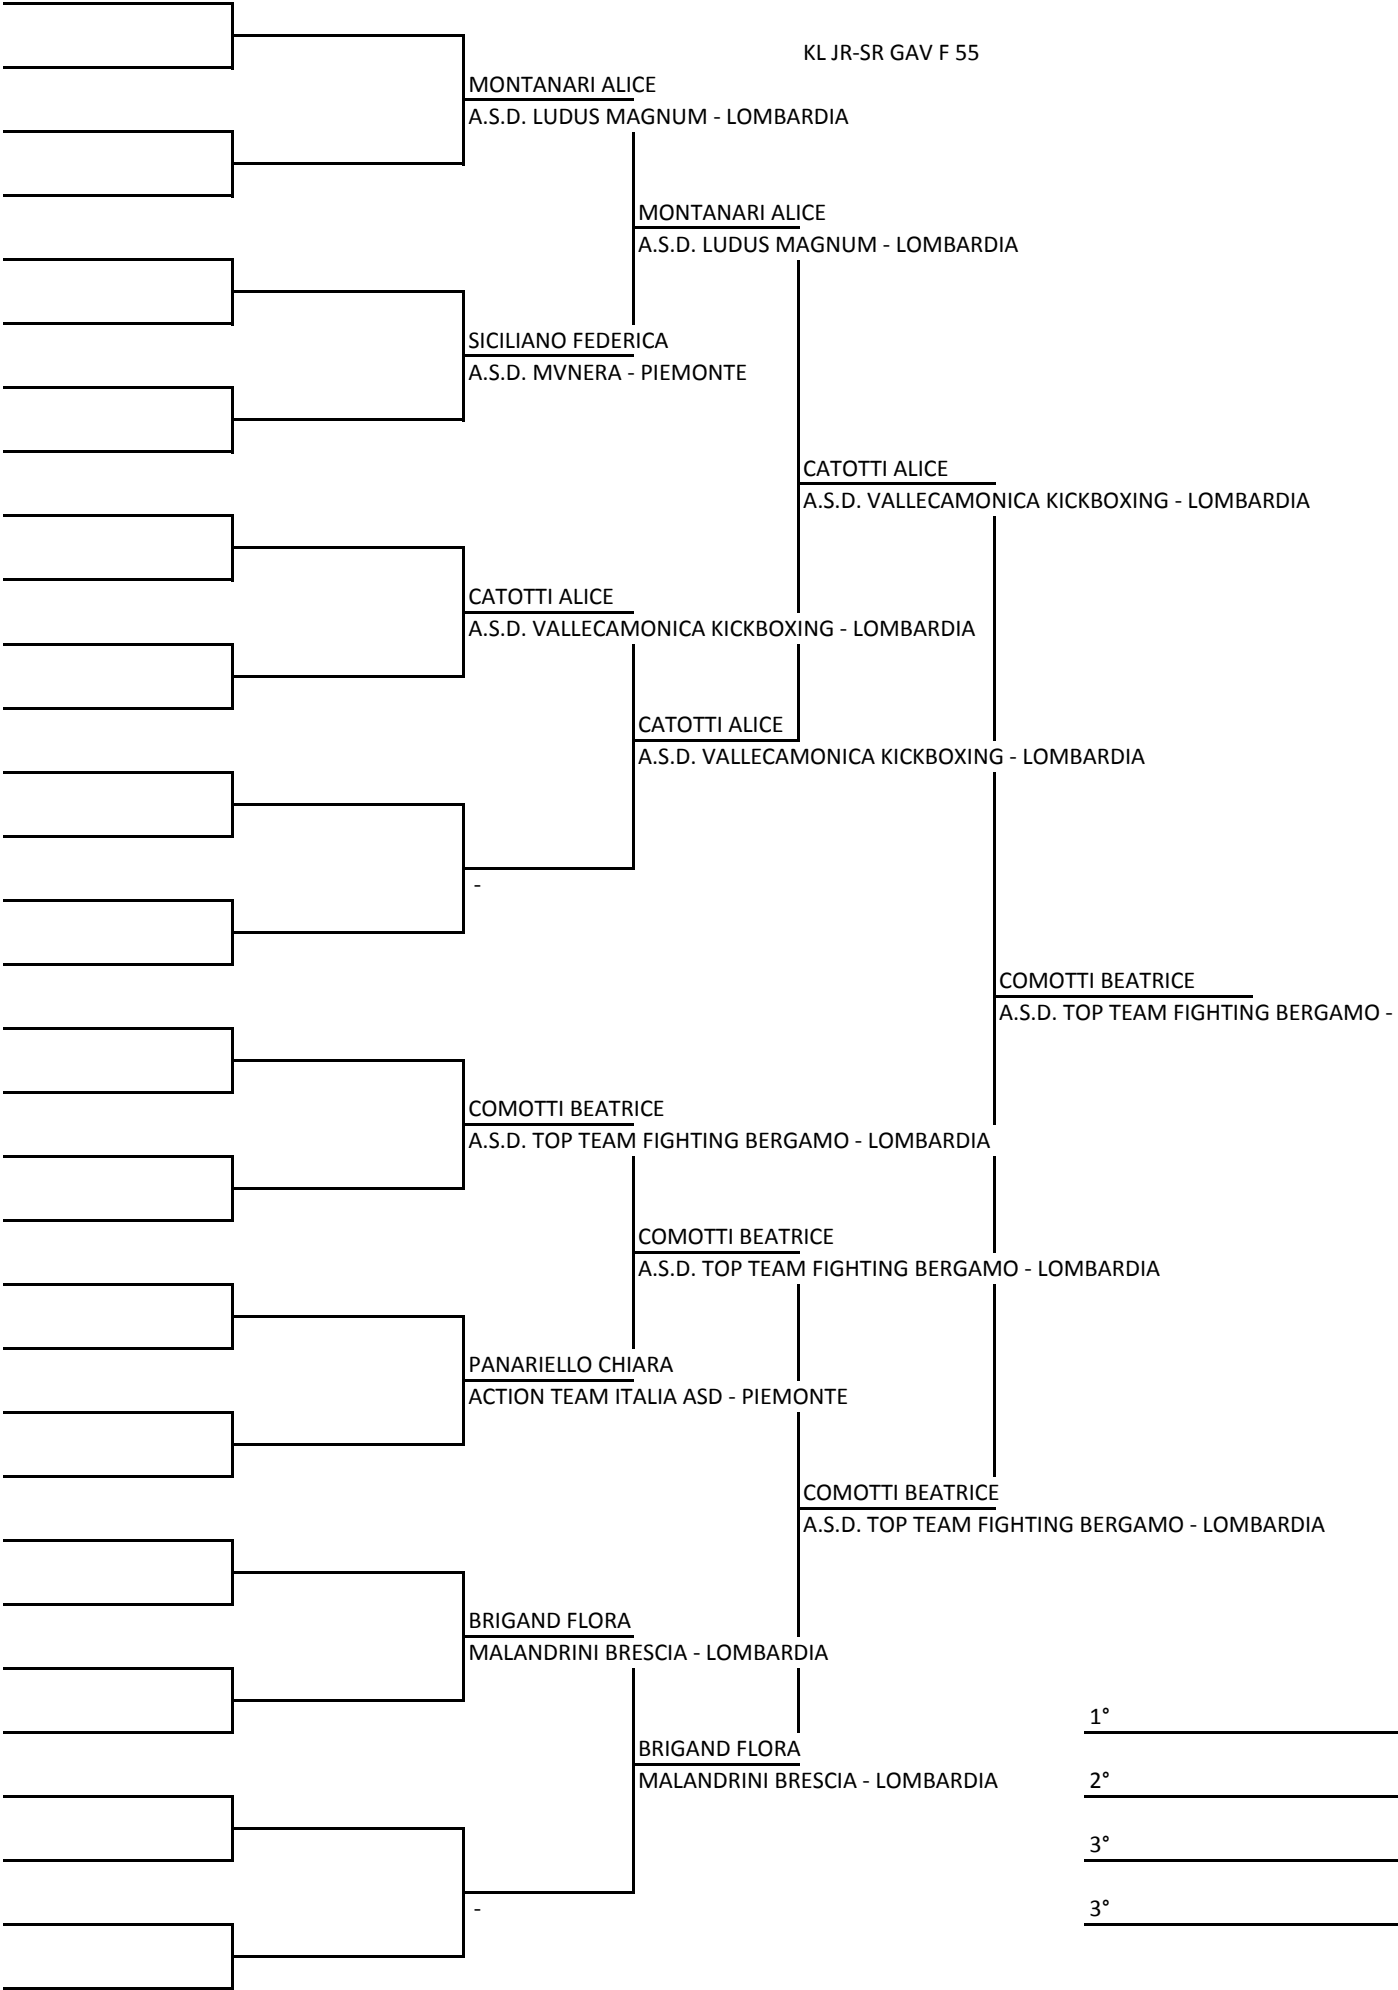 KL JR-SR GAV F 55
MONTANARI ALICE
A.S.D. LUDUS MAGNUM - LOMBARDIA
MONTANARI ALICE
A.S.D. LUDUS MAGNUM - LOMBARDIA
SICILIANO FEDERICA
A.S.D. MVNERA - PIEMONTE
CATOTTI ALICE
A.S.D. VALLECAMONICA KICKBOXING - LOMBARDIA
CATOTTI ALICE
A.S.D. VALLECAMONICA KICKBOXING - LOMBARDIA
CATOTTI ALICE
A.S.D. VALLECAMONICA KICKBOXING - LOMBARDIA
-
COMOTTI BEATRICE
A.S.D. TOP TEAM FIGHTING BERGAMO -
COMOTTI BEATRICE
A.S.D. TOP TEAM FIGHTING BERGAMO - LOMBARDIA
COMOTTI BEATRICE
A.S.D. TOP TEAM FIGHTING BERGAMO - LOMBARDIA
PANARIELLO CHIARA
ACTION TEAM ITALIA ASD - PIEMONTE
COMOTTI BEATRICE
A.S.D. TOP TEAM FIGHTING BERGAMO - LOMBARDIA
BRIGAND FLORA
MALANDRINI BRESCIA - LOMBARDIA
1°
BRIGAND FLORA
MALANDRINI BRESCIA - LOMBARDIA
2°
3°
3°
-